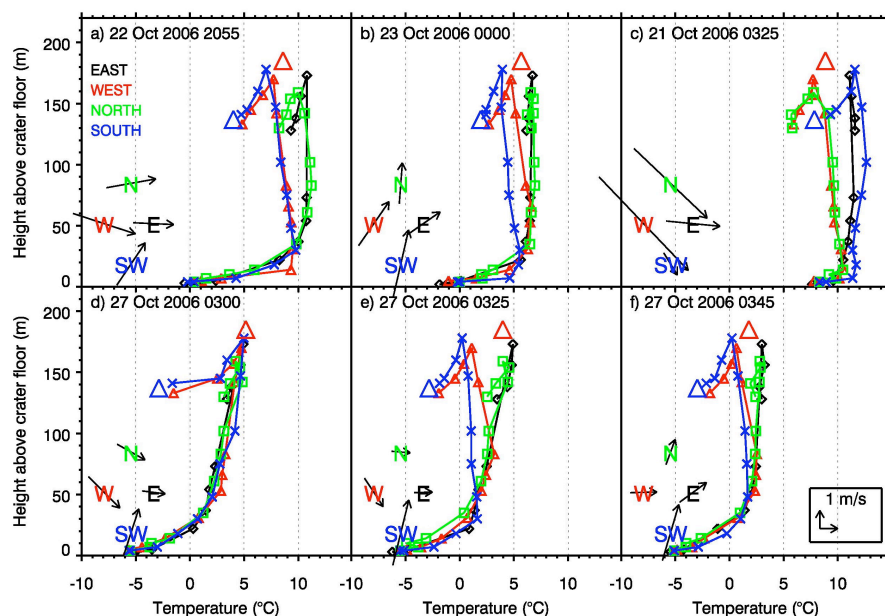 a) 22 Oct 2006 2055
b) 23 Oct 2006 0000
c) 21 Oct 2006 0325
EAST
WEST
NORTH
SOUTH
N
W
E
SW
N
W
E
SW
N
W
E
SW
Height above crater floor (m)
200
150
100
50
0
d) 27 Oct 2006 0300
e) 27 Oct 2006 0325
f) 27 Oct 2006 0345
N
W
E
SW
N
W
E
SW
N
W
E
SW
1 m/s
Height above crater floor (m)
200
150
100
50
0
-10 -5 0 5 10
-10 -5 0 5 10
-10 -5 0 5 10
Temperature (°C)
Temperature (°C)
Temperature (°C)